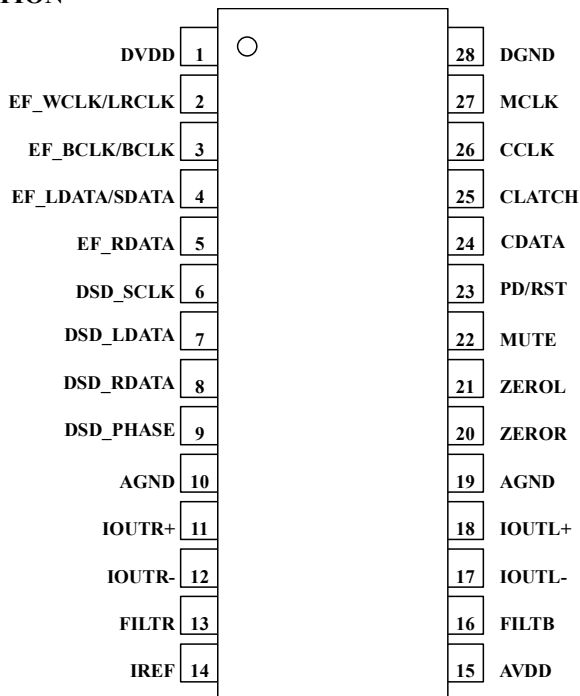 DVDD 1 28 DGND
EF_WCLK/LRCLK 2 27 MCLK
EF_BCLK/BCLK 3 26 CCLK
EF_LDATA/SDATA 4 25 CLATCH
EF_RDATA 5 24 CDATA
DSD_SCLK 6 23 PD/RST
DSD_LDATA 7 22 MUTE
DSD_RDATA 8 21 ZEROL
DSD_PHASE 9 20 ZEROR
AGND 10 19 AGND
IOUTR+ 11 18 IOUTL+
IOUTR- 12 17 IOUTL-
FILTR 13 16 FILTB
IREF 14 15 AVDD